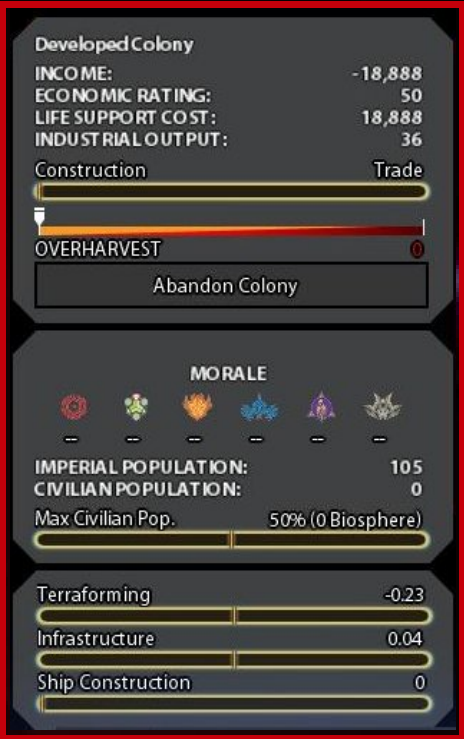 Developed Colony
INCOME: -18,888
ECONOMIC RATING: 50
LIFE SUPPORT COST: 18,888
INDUSTRIAL OUTPUT: 36
Construction Trade
OVERHARVEST 0
Abandon Colony
MORALE
-- -- -- -- -- --
IMPERIAL POPULATION: 105
CIVILIAN POPULATION: 0
Max Civilian Pop. 50% (0 Biosphere)
Terraforming -0.23
Infrastructure 0.04
Ship Construction 0